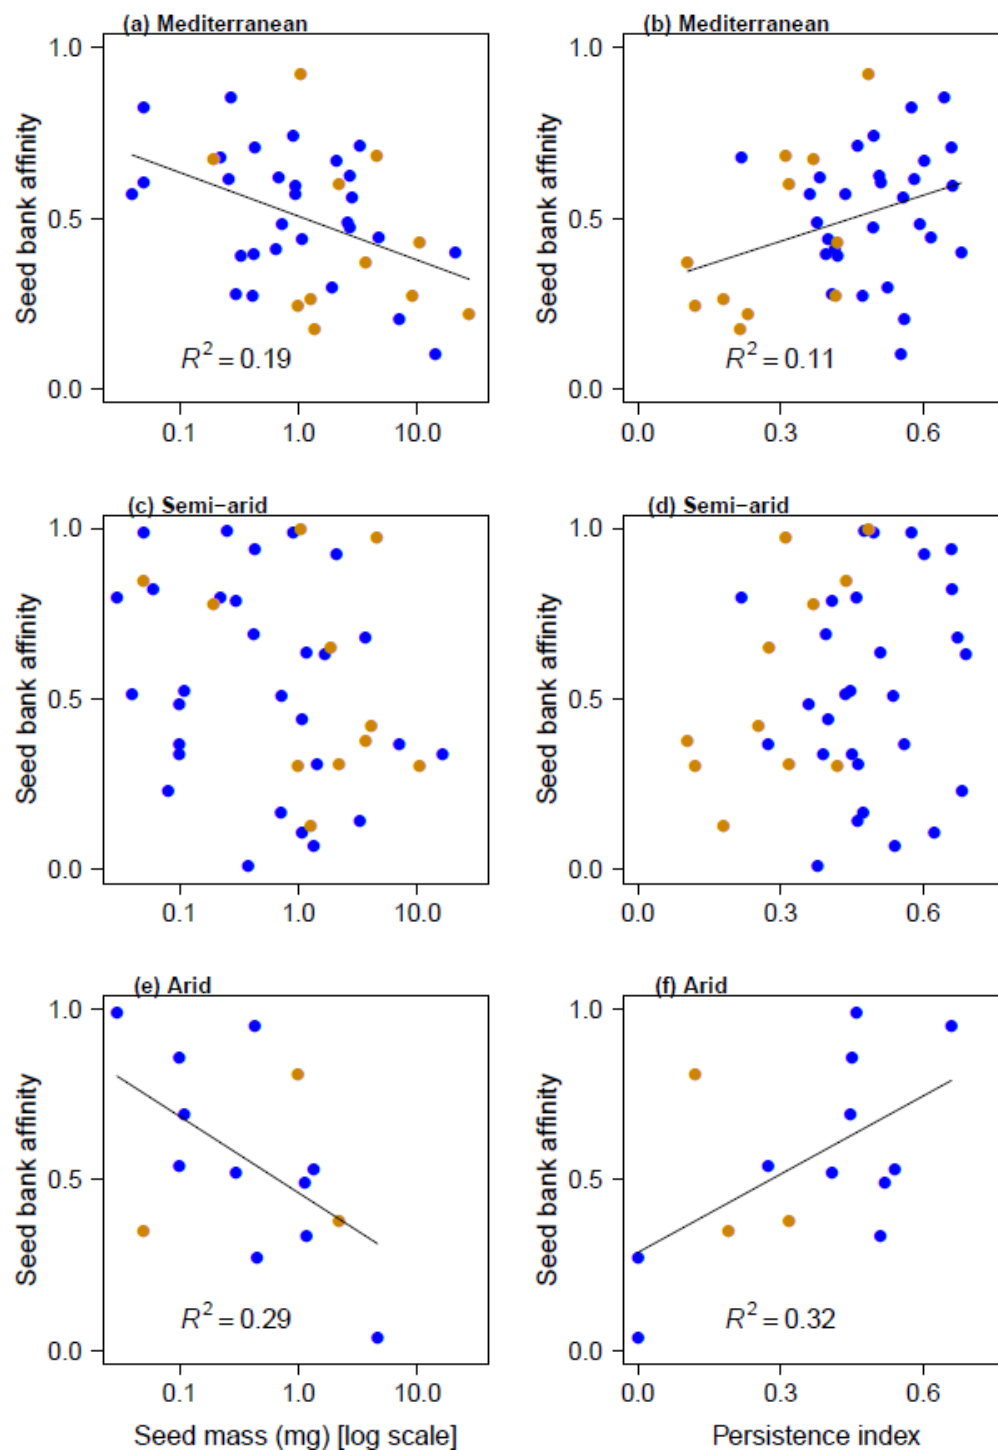 (a) Mediterranean
Seed bank affinity
1.0
0.5
0.0
R² = 0.19
0.1 1.0 10.0
(b) Mediterranean
Seed bank affinity
1.0
0.5
0.0
R² = 0.11
0.0 0.3 0.6
(c) Semi−arid
Seed bank affinity
1.0
0.5
0.0
0.1 1.0 10.0
(d) Semi−arid
Seed bank affinity
1.0
0.5
0.0
0.0 0.3 0.6
(e) Arid
Seed bank affinity
1.0
0.5
0.0
R² = 0.29
0.1 1.0 10.0
Seed mass (mg) [log scale]
(f) Arid
Seed bank affinity
1.0
0.5
0.0
R² = 0.32
0.0 0.3 0.6
Persistence index